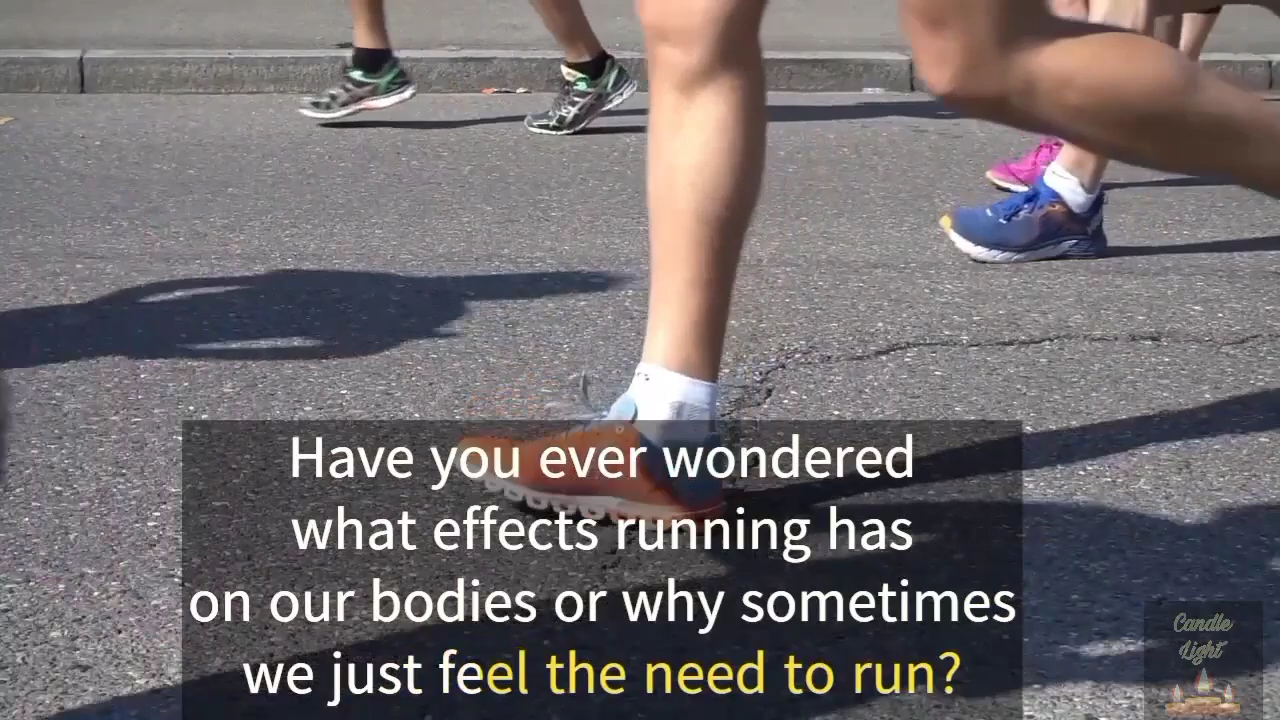 Have you ever wondered
what effects running has
on our bodies or why sometimes
we just feel the need to run?
Candle
Light